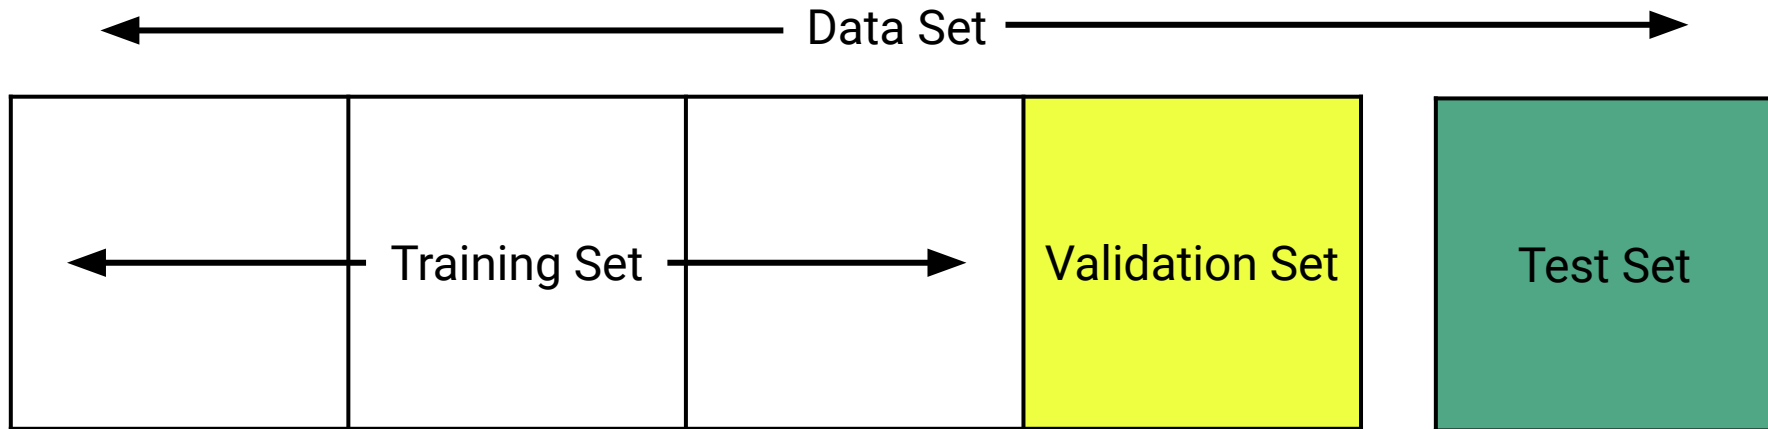 Data Set
Training Set
Validation Set
Test Set